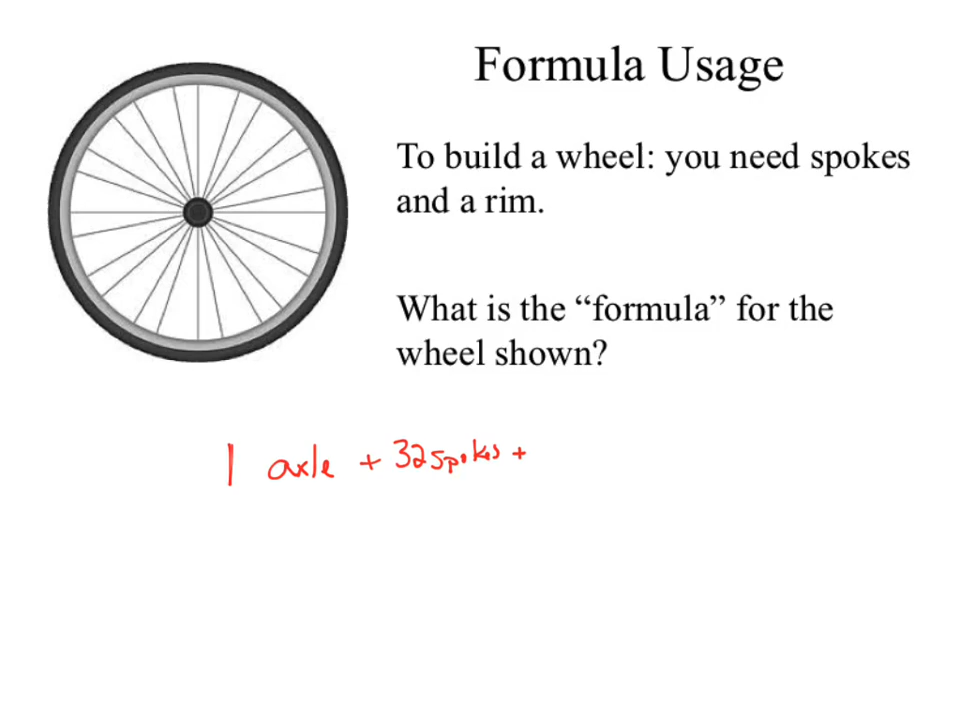 Formula Usage
To build a wheel: you need spokes
and a rim.
What is the “formula” for the
wheel shown?
1 axle + 32 spokes +